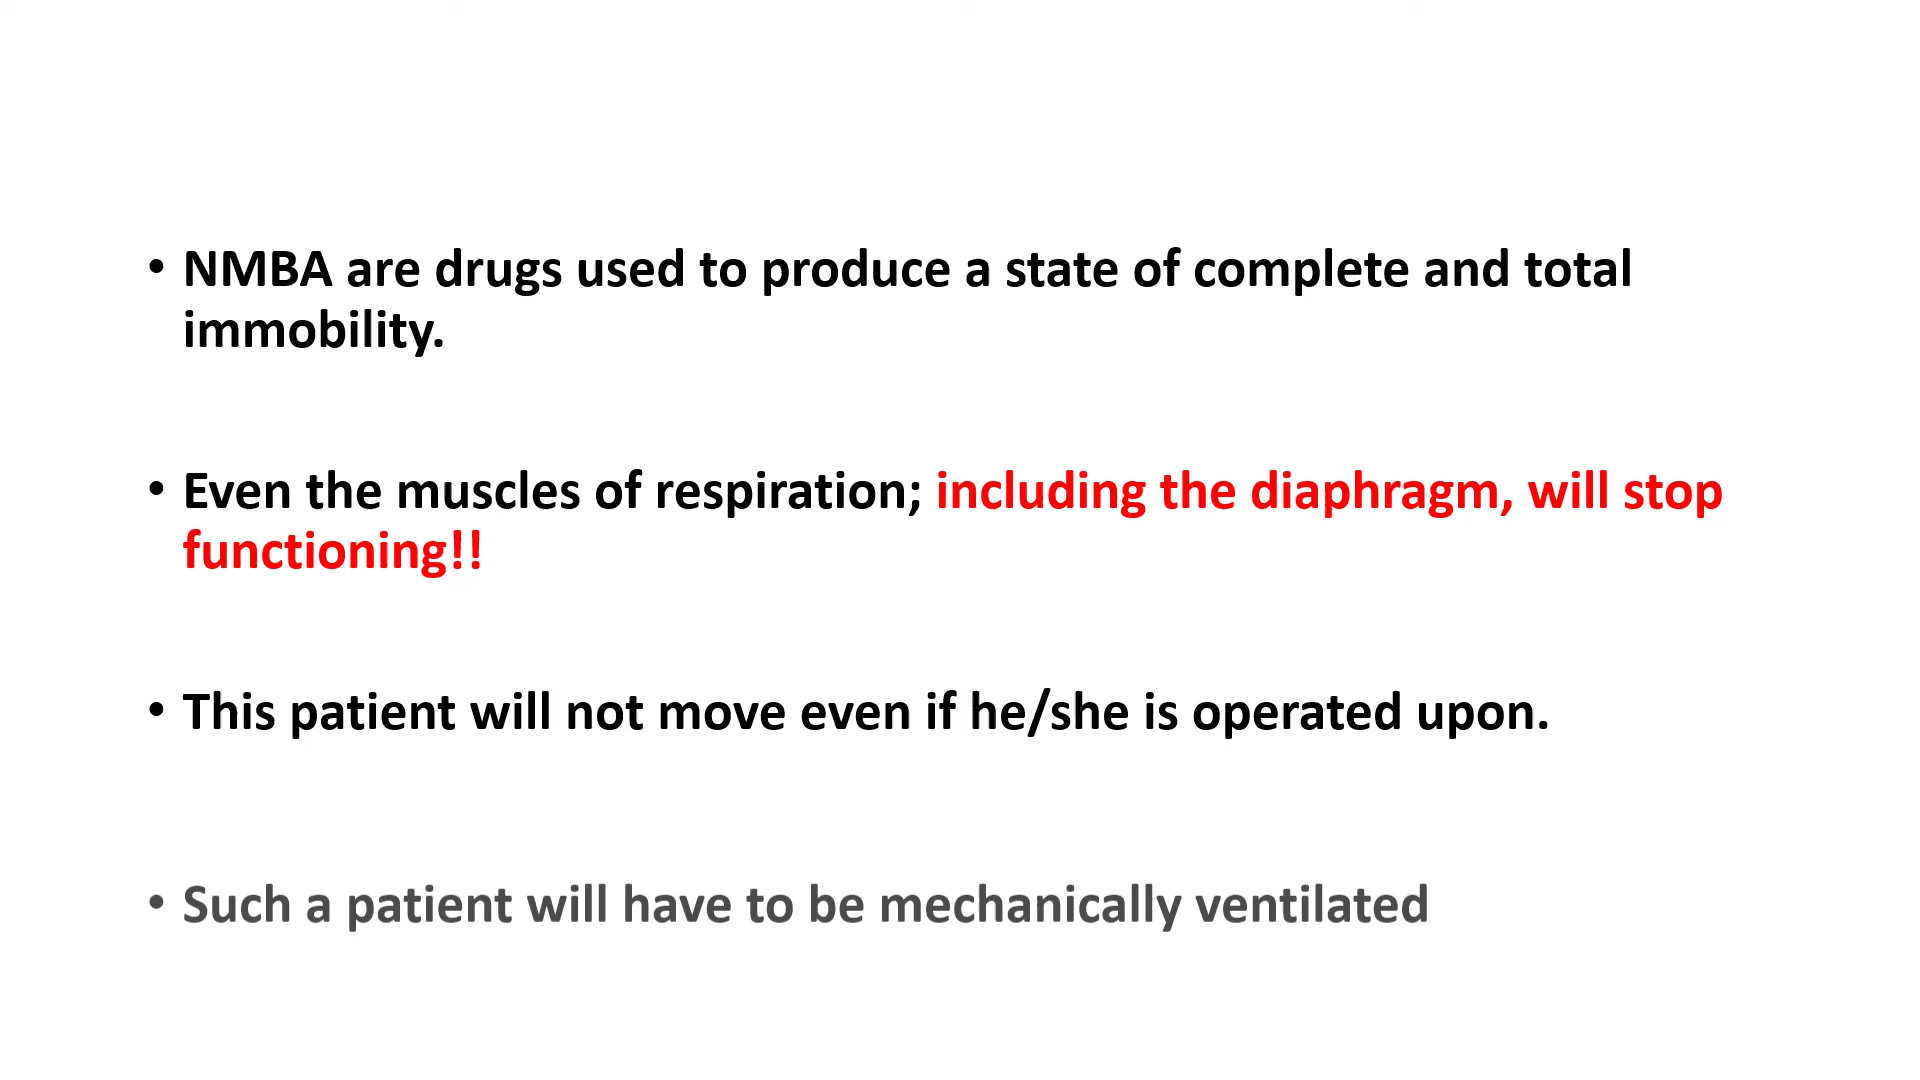 • NMBA are drugs used to produce a state of complete and total
immobility.
• Even the muscles of respiration; including the diaphragm, will stop
functioning!!
• This patient will not move even if he/she is operated upon.
• Such a patient will have to be mechanically ventilated